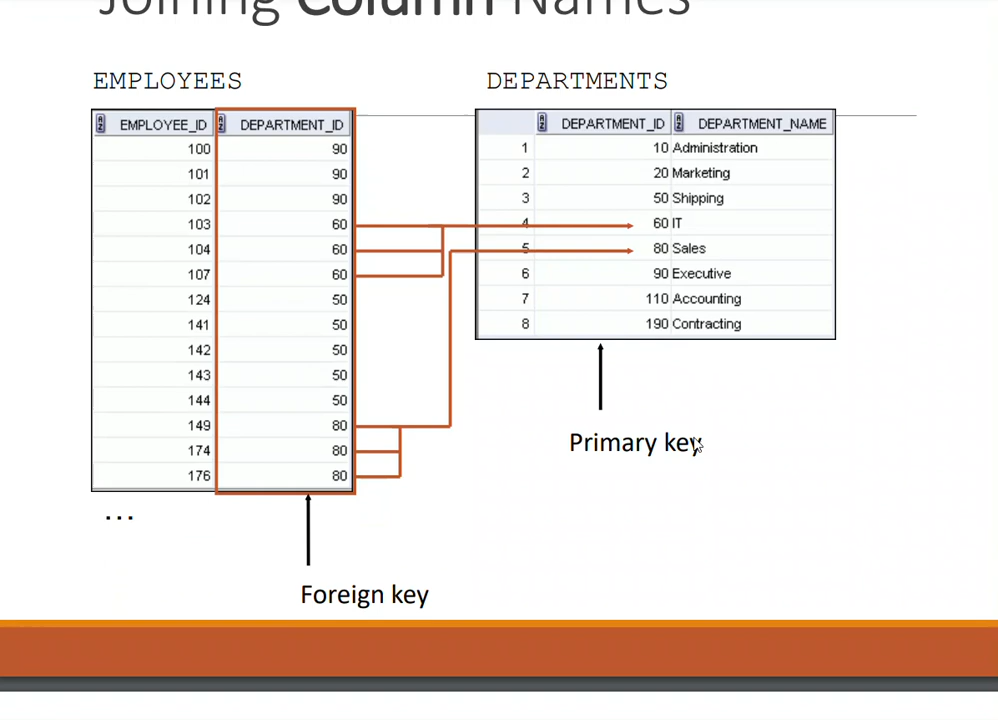 Joining Column Names
EMPLOYEES
EMPLOYEE_ID DEPARTMENT_ID
100 90
101 90
102 90
103 60
104 60
107 60
124 50
141 50
142 50
143 50
144 50
149 80
174 80
176 80
...
Foreign key
DEPARTMENTS
DEPARTMENT_ID DEPARTMENT_NAME
1 10 Administration
2 20 Marketing
3 50 Shipping
4 60 IT
5 80 Sales
6 90 Executive
7 110 Accounting
8 190 Contracting
Primary key